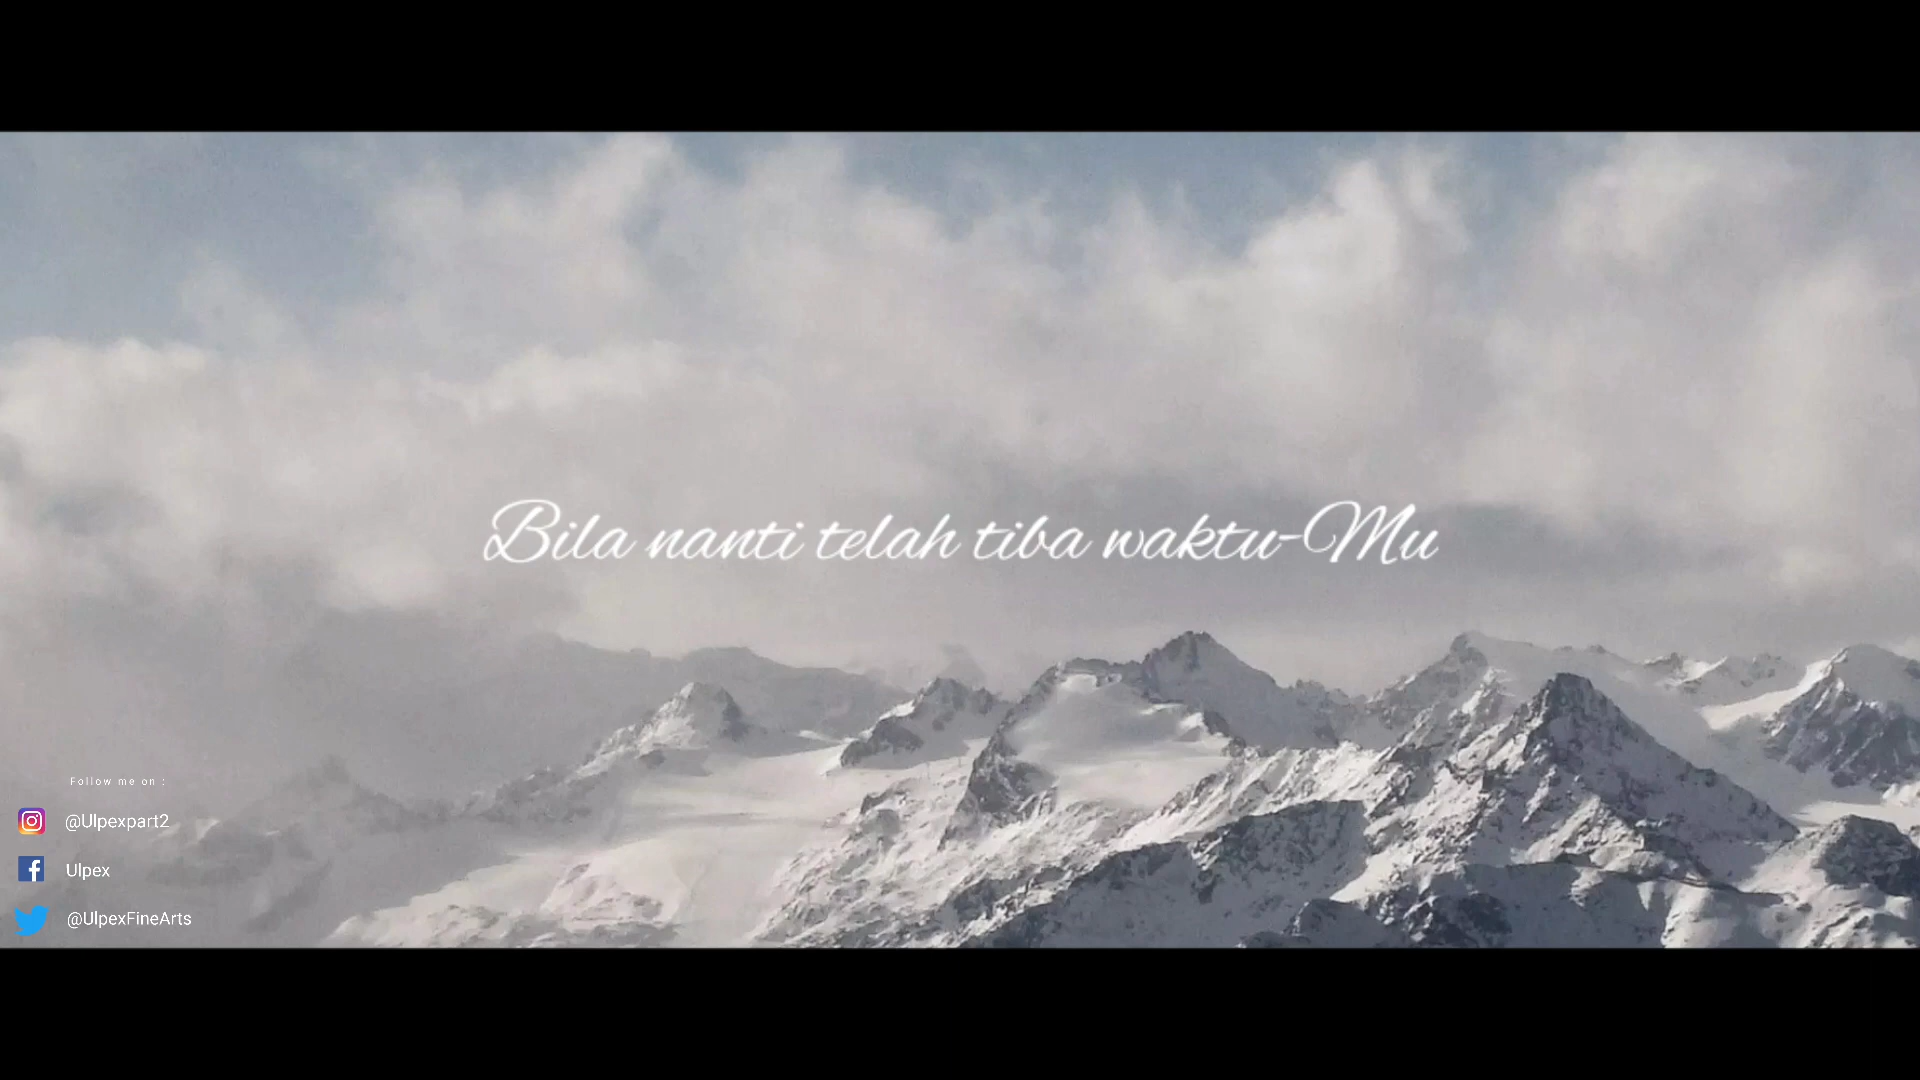 Bila nanti telah tiba waktu-Mu
Follow me on :
@Ulpexpart2
Ulpex
@UlpexFineArts